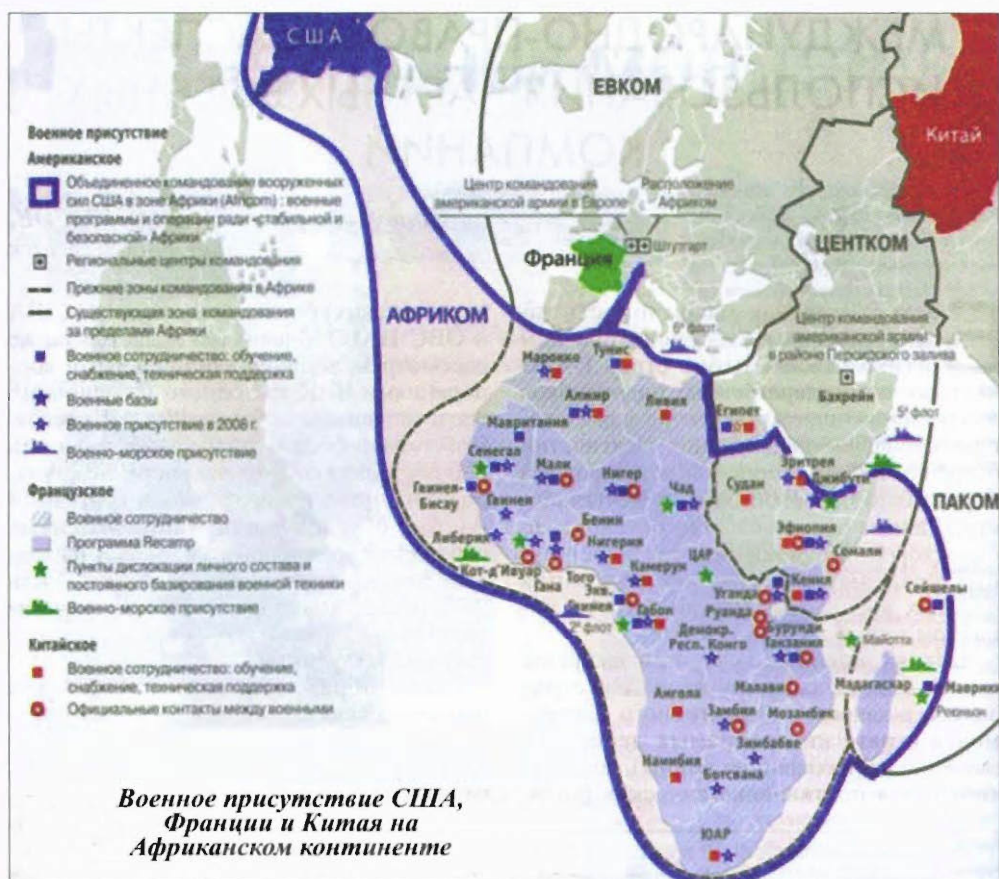 США
ЕВКОМ
Китай
Военное присутствие
Американское
Объединенное командование вооруженных
сил США в зоне Африки (Africom) : военные
программы и операции ради «стабильной и
безопасной» Африки
Региональные центры командования
Прежние зоны командования в Африке
Существующая зона командования
за пределами Африки
Военное сотрудничество: обучение,
снабжение, техническая поддержка
Военные базы
Военное присутствие в 2008 г.
Военно-морское присутствие
Французское
Военное сотрудничество
Программа Recamp
Пункты дислокации личного состава и
постоянного базирования военной техники
Военно-морское присутствие
Китайское
Военное сотрудничество: обучение,
снабжение, техническая поддержка
Официальные контакты между военными
Центр командования
американской армии в Европе
Расположение
Африком
Штутгарт
Франция
ЦЕНТКОМ
АФРИКОМ
6й флот
Центр командования
американской армии
в районе Персидского залива
Бахрейн
5й флот
ПАКОМ
Марокко
Тунис
Алжир
Ливия
Египет
Мавритания
Сенегал
Мали
Нигер
Чад
Судан
Эритрея
Джибути
Гвинея-
Бисау
Гвинея
Бенин
Нигерия
Эфиопия
Сомали
Либерия
Кот-д'Ивуар
Гана
Того
Камерун
ЦАР
Экв.
Гвинея
2й флот
Габон
Уганда
Кения
Руанда
Бурунди
Сейшелы
Демокр.
Респ. Конго
Танзания
Майотта
Ангола
Малави
Мадагаскар
Маврики
Реюньон
Замбия
Мозамбик
Зимбабве
Намибия
Ботсвана
ЮАР
Военное присутствие США,
Франции и Китая на
Африканском континенте